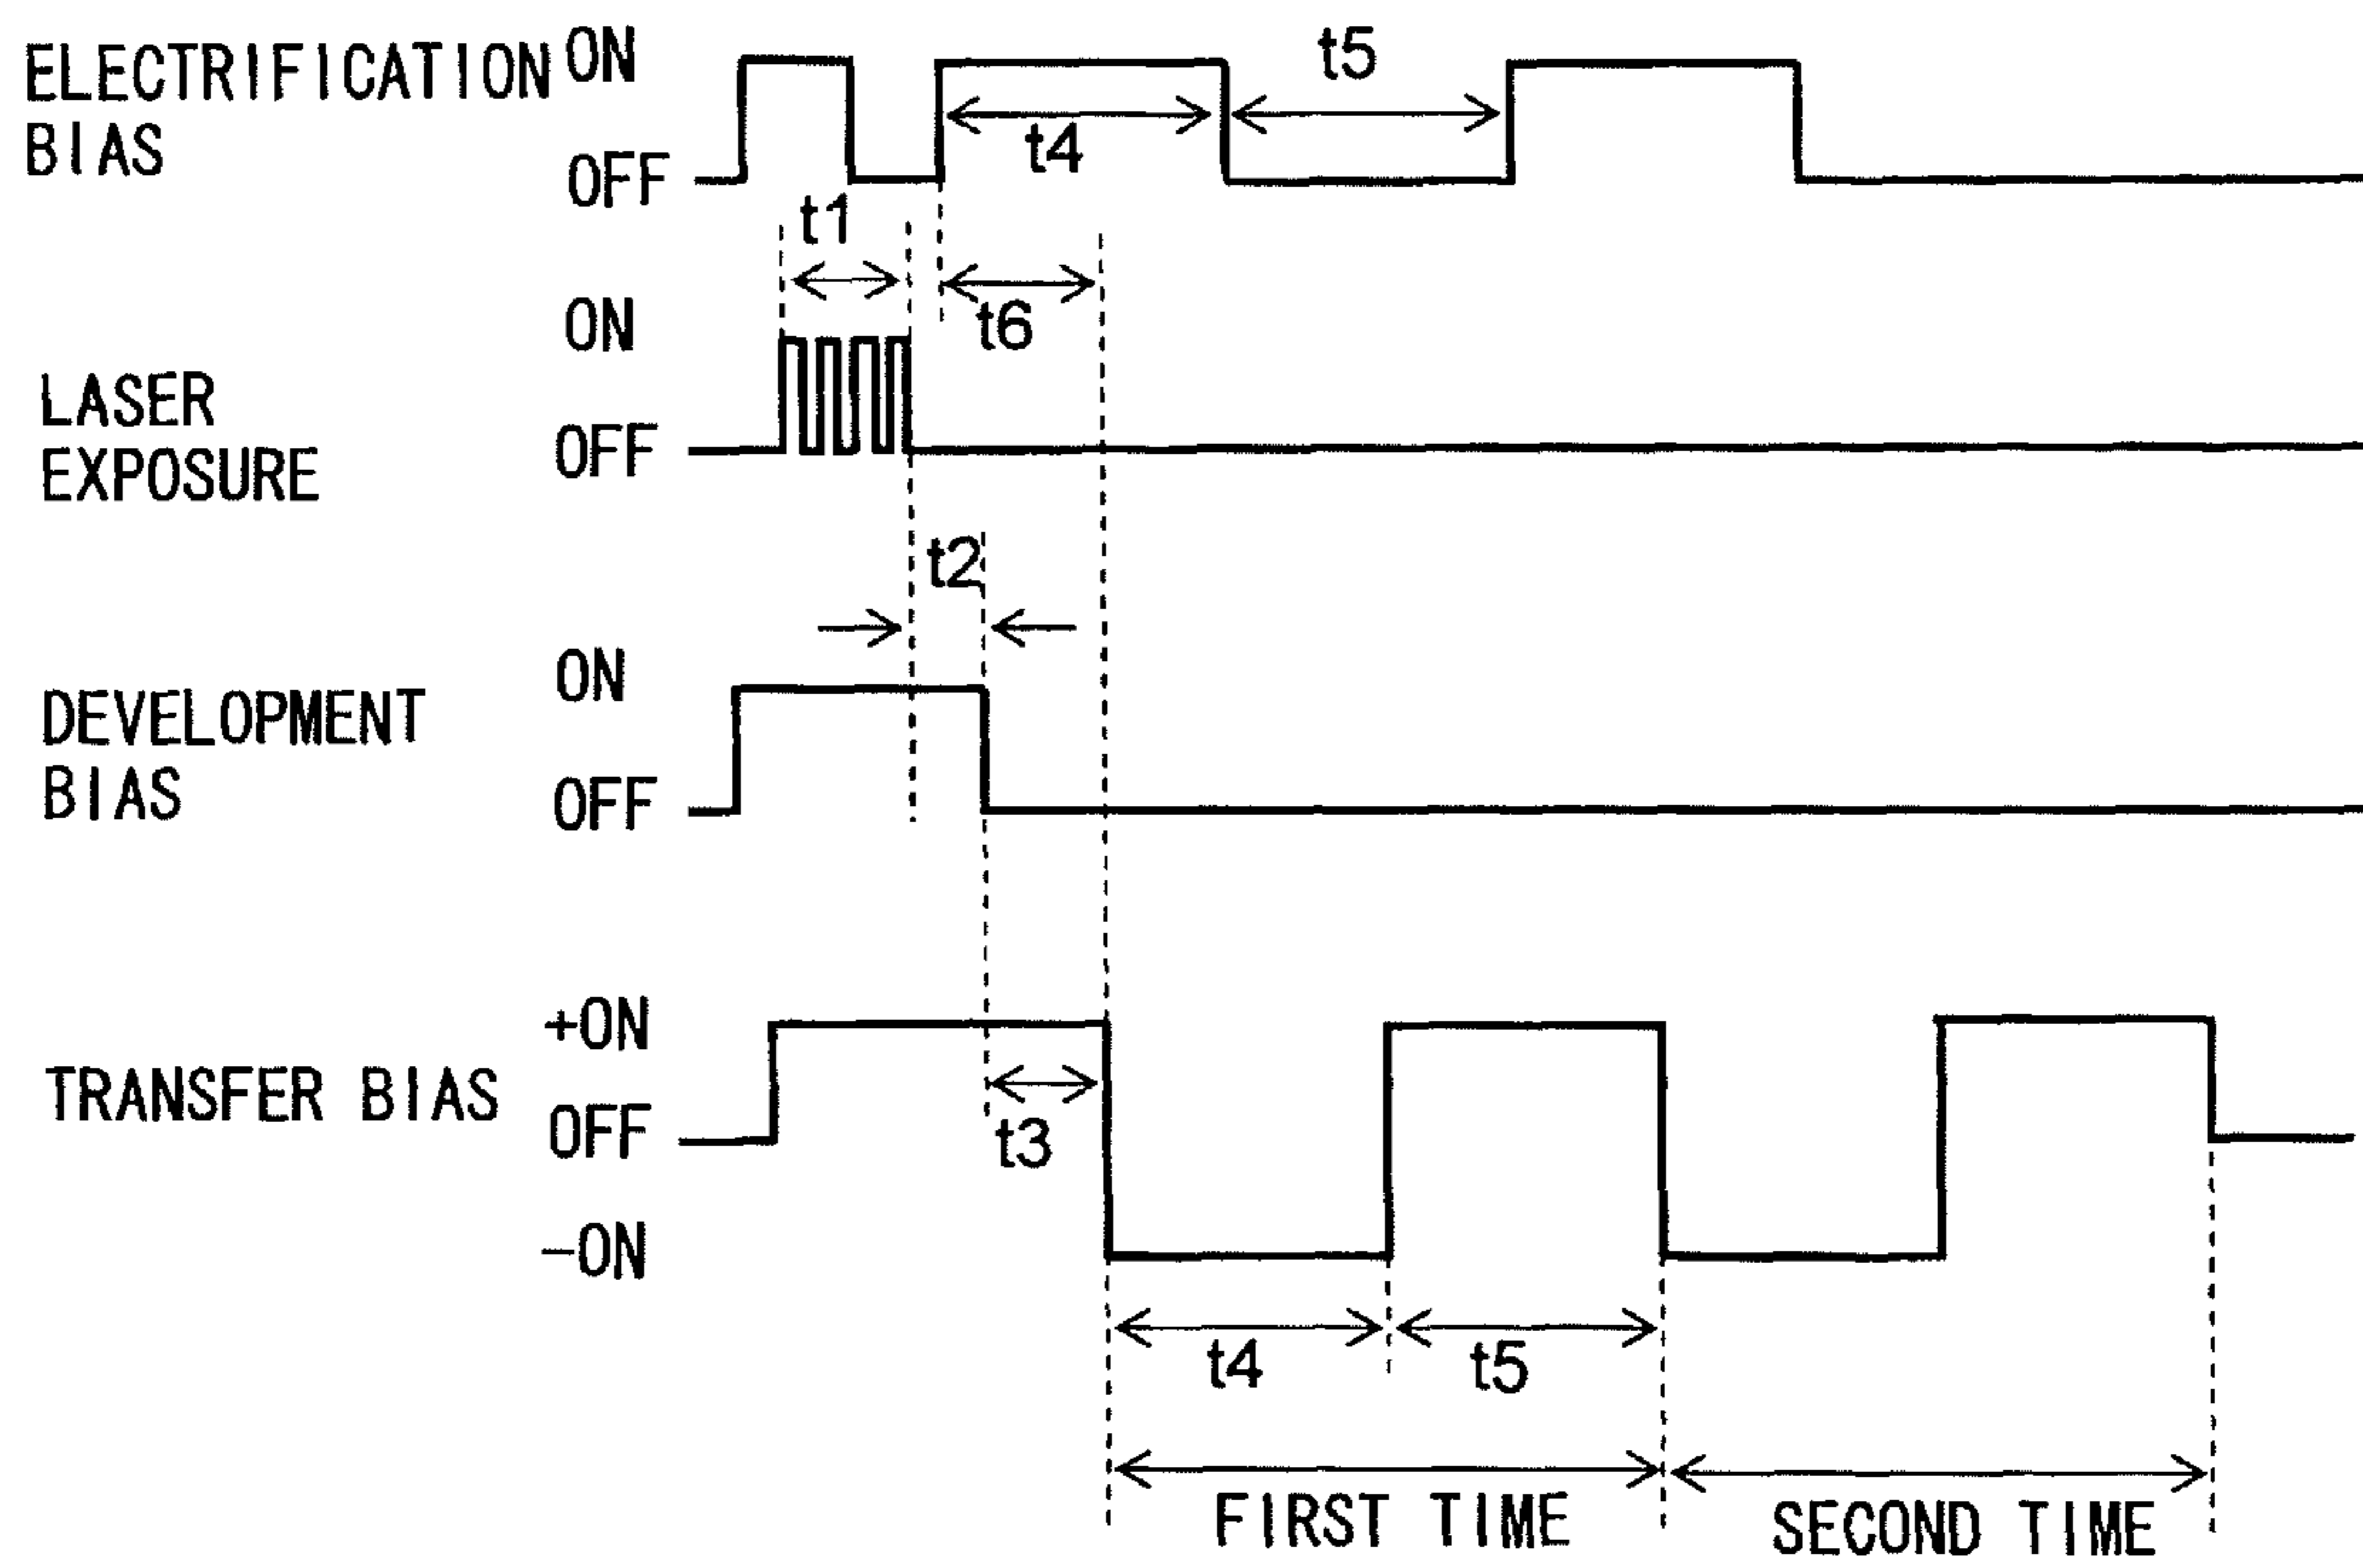 ELECTRIFICATION
BIAS
ON
OFF
t4
t5
t1
t6
LASER
EXPOSURE
ON
OFF
t2
DEVELOPMENT
BIAS
ON
OFF
TRANSFER BIAS
+ON
OFF
-ON
t3
t4
t5
FIRST TIME
SECOND TIME